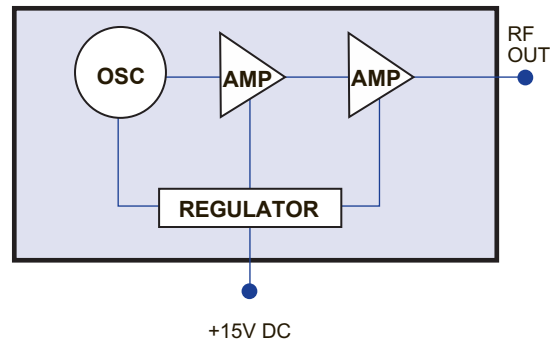 RF
OUT
OSC
AMP
AMP
REGULATOR
+15V DC